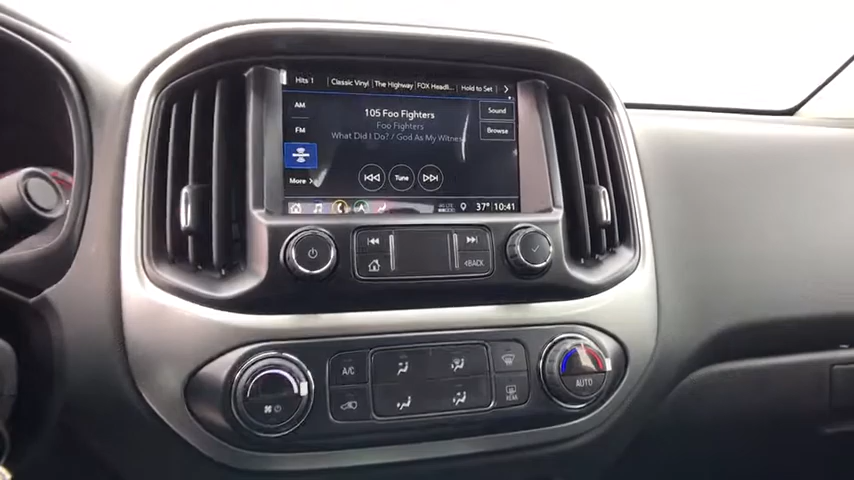 Hits 1 Classic Vinyl The Highway FOX Headli... Hold to Set
AM
105 Foo Fighters
Sound
Foo Fighters
FM
What Did I Do? / God As My Witness
Browse
Tune
More
37° 10:41
BACK
A/C
REAR
AUTO